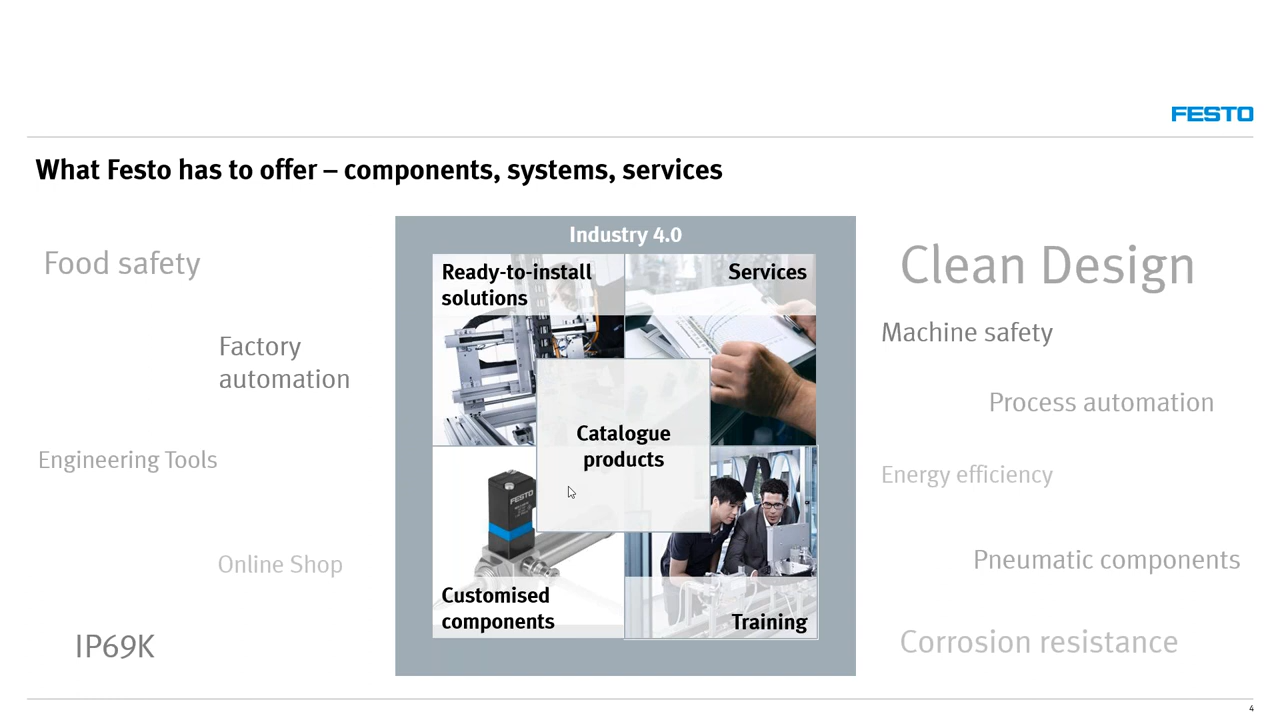 FESTO
What Festo has to offer – components, systems, services
Food safety
Factory
automation
Engineering Tools
Online Shop
IP69K
Industry 4.0
Ready-to-install
solutions
Services
Catalogue
products
FESTO
Customised
components
Training
Clean Design
Machine safety
Process automation
Energy efficiency
Pneumatic components
Corrosion resistance
4